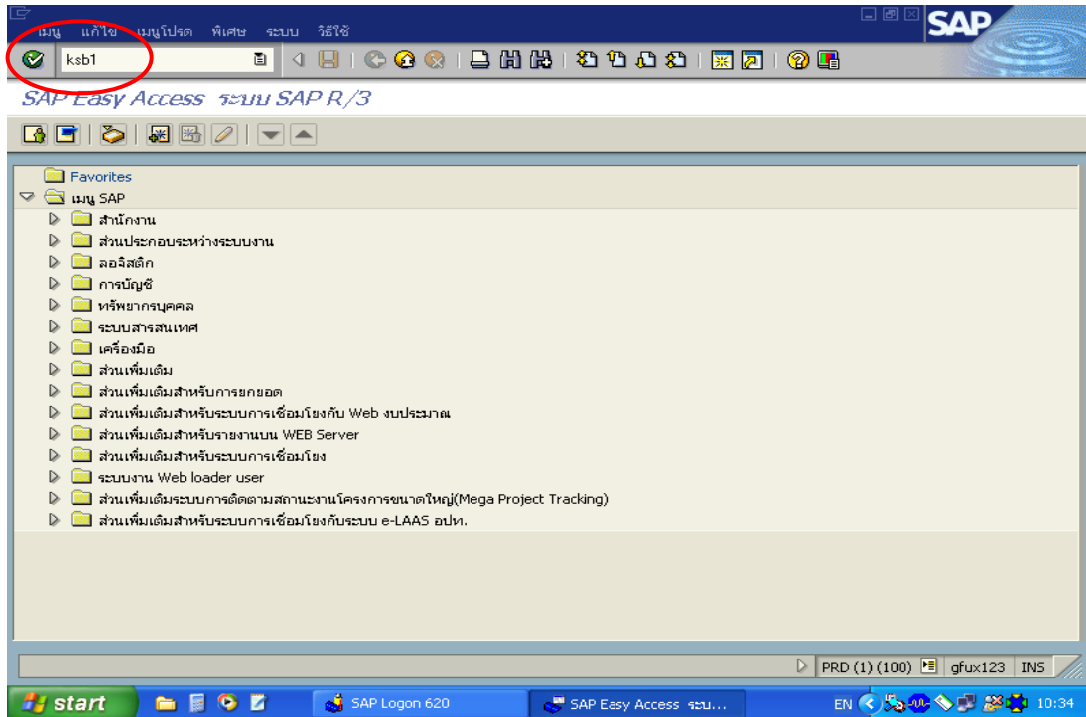 เมนู แก้ไข เมนูโปรด พิเศษ ระบบ วิธีใช้
SAP
ksb1
SAP Easy Access ระบบ SAP R/3
Favorites
เมนู SAP
สำนักงาน
ส่วนประกอบระหว่างระบบงาน
ลอจิสติก
การบัญชี
ทรัพยากรบุคคล
ระบบสารสนเทศ
เครื่องมือ
ส่วนเพิ่มเติม
ส่วนเพิ่มเติมสำหรับการยกยอด
ส่วนเพิ่มเติมสำหรับระบบการเชื่อมโยงกับ Web งบประมาณ
ส่วนเพิ่มเติมสำหรับรายงานบน WEB Server
ส่วนเพิ่มเติมสำหรับระบบการเชื่อมโยง
ระบบงาน Web loader user
ส่วนเพิ่มเติมระบบการติดตามสถานะงานโครงการขนาดใหญ่(Mega Project Tracking)
ส่วนเพิ่มเติมสำหรับระบบการเชื่อมโยงกับระบบ e-LAAS อปท.
PRD (1) (100) gfux123 INS
start SAP Logon 620 SAP Easy Access ระบ... EN 10:34